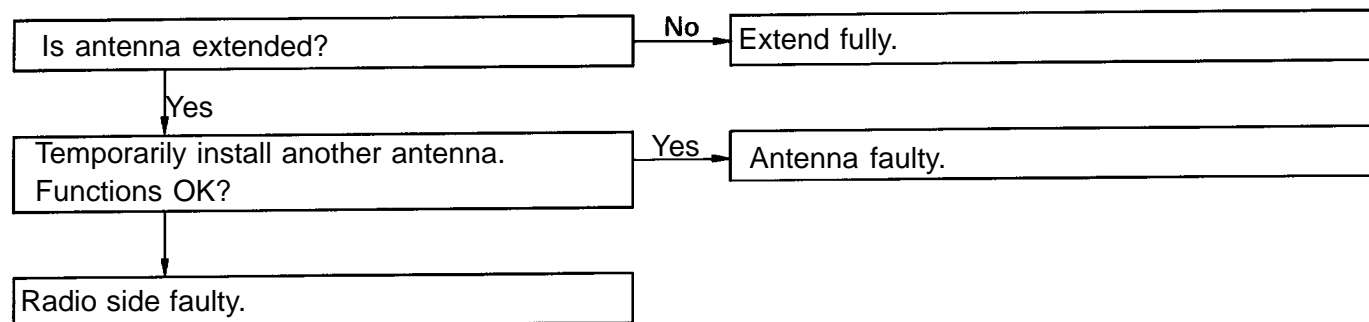 Is antenna extended?
No
Extend fully.
Yes
Temporarily install another antenna.
Functions OK?
Yes
Antenna faulty.
Radio side faulty.